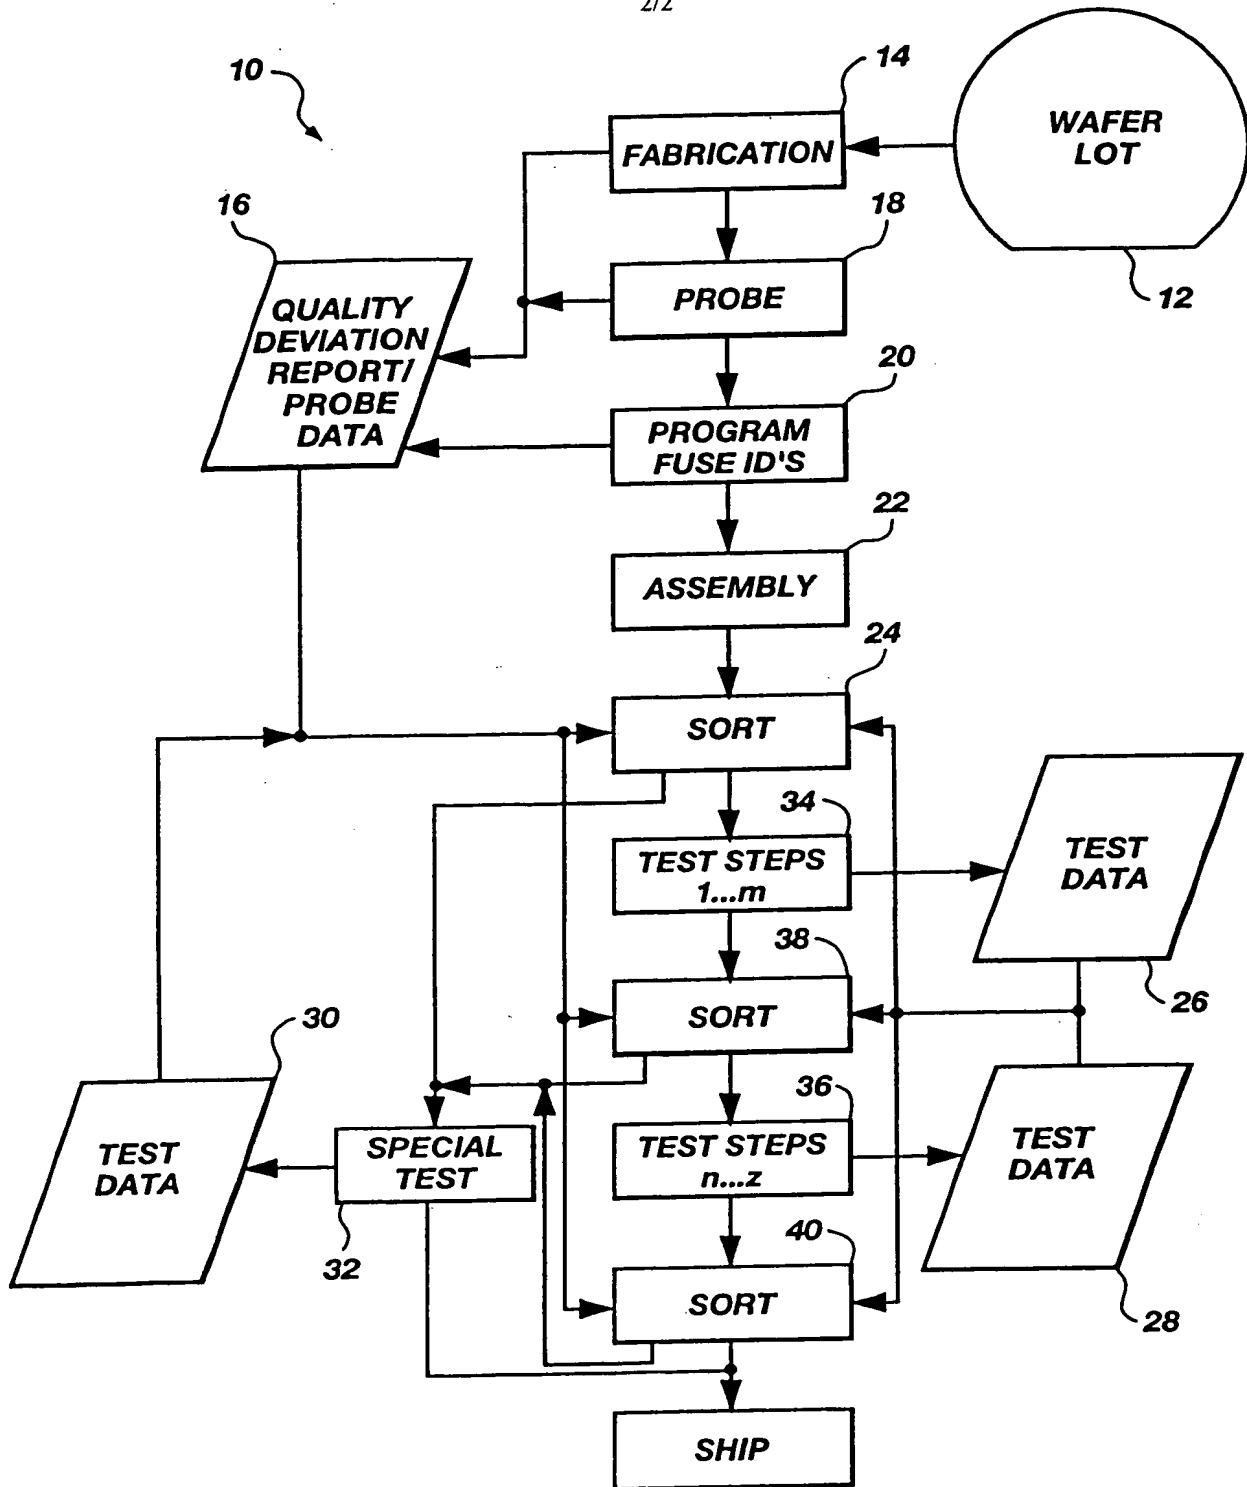 2/2
10
14
WAFER
LOT
FABRICATION
16
18
12
QUALITY
DEVIATION
REPORT/
PROBE
DATA
PROBE
20
PROGRAM
FUSE ID'S
22
ASSEMBLY
24
SORT
34
TEST STEPS
1...m
TEST
DATA
38
26
SORT
30
36
TEST
DATA
SPECIAL
TEST
TEST STEPS
n...z
TEST
DATA
32
40
SORT
28
SHIP